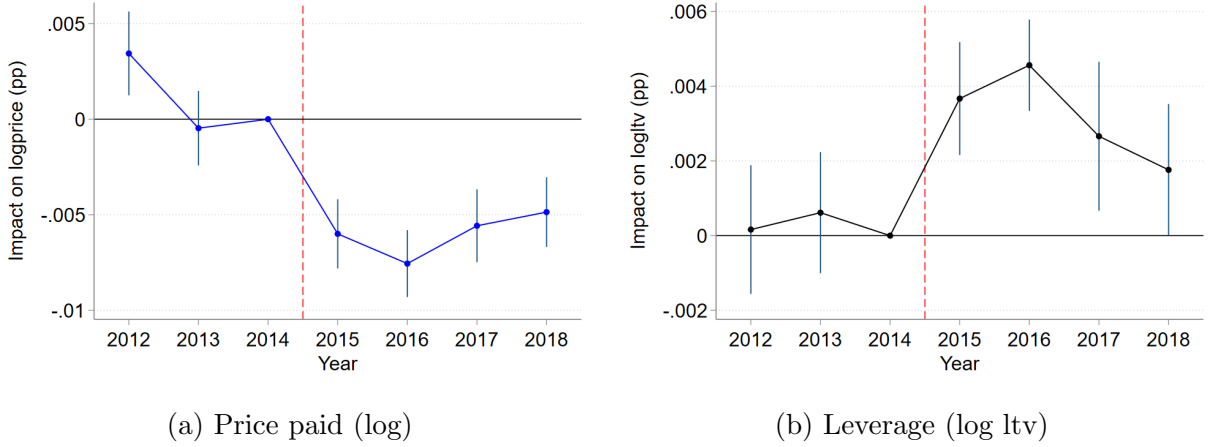 .005
0
-.005
-.01
Impact on logprice (pp)
2012 2013 2014 2015 2016 2017 2018
Year
(a) Price paid (log)
.006
.004
.002
0
-.002
Impact on logltv (pp)
2012 2013 2014 2015 2016 2017 2018
Year
(b) Leverage (log ltv)